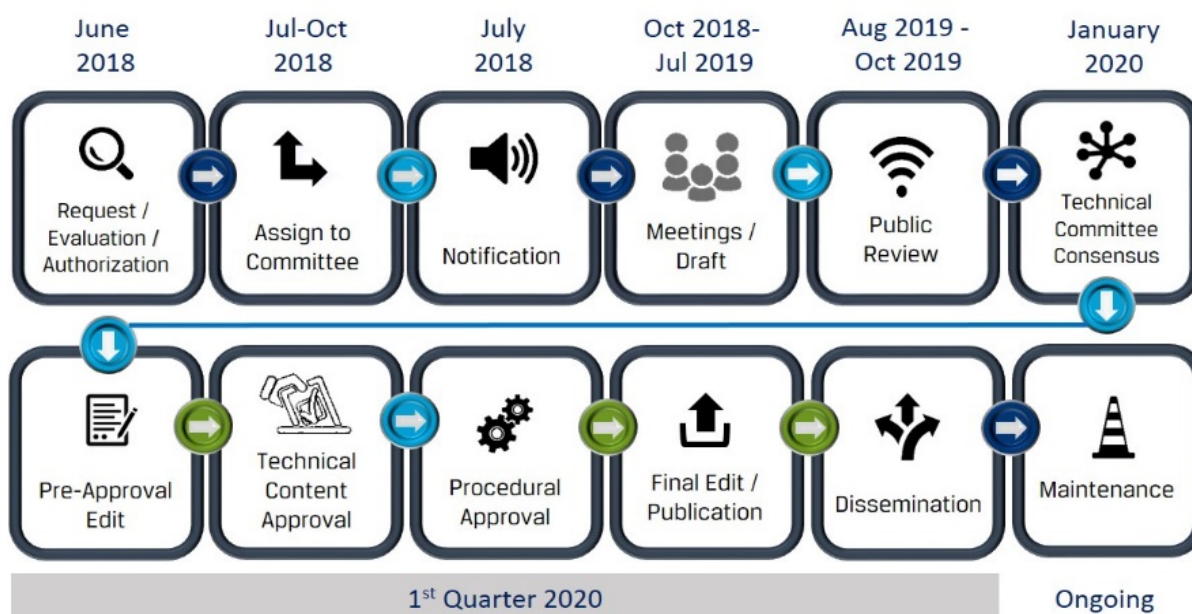 June
2018
Jul-Oct
2018
July
2018
Oct 2018-
Jul 2019
Aug 2019 -
Oct 2019
January
2020
Request /
Evaluation /
Authorization
Assign to
Committee
Notification
Meetings /
Draft
Public
Review
Technical
Committee
Consensus
Pre-Approval
Edit
Technical
Content
Approval
Procedural
Approval
Final Edit /
Publication
Dissemination
Maintenance
1st Quarter 2020
Ongoing